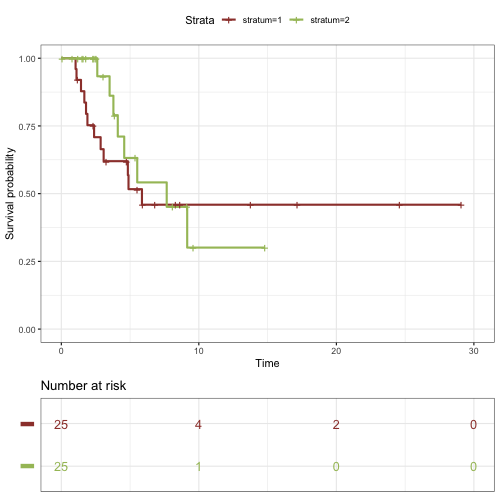 Strata stratum=1 stratum=2
1.00
0.75
0.50
0.25
0.00
Survival probability
0 10 20 30
Time
Number at risk
25 4 2 0
25 1 0 0